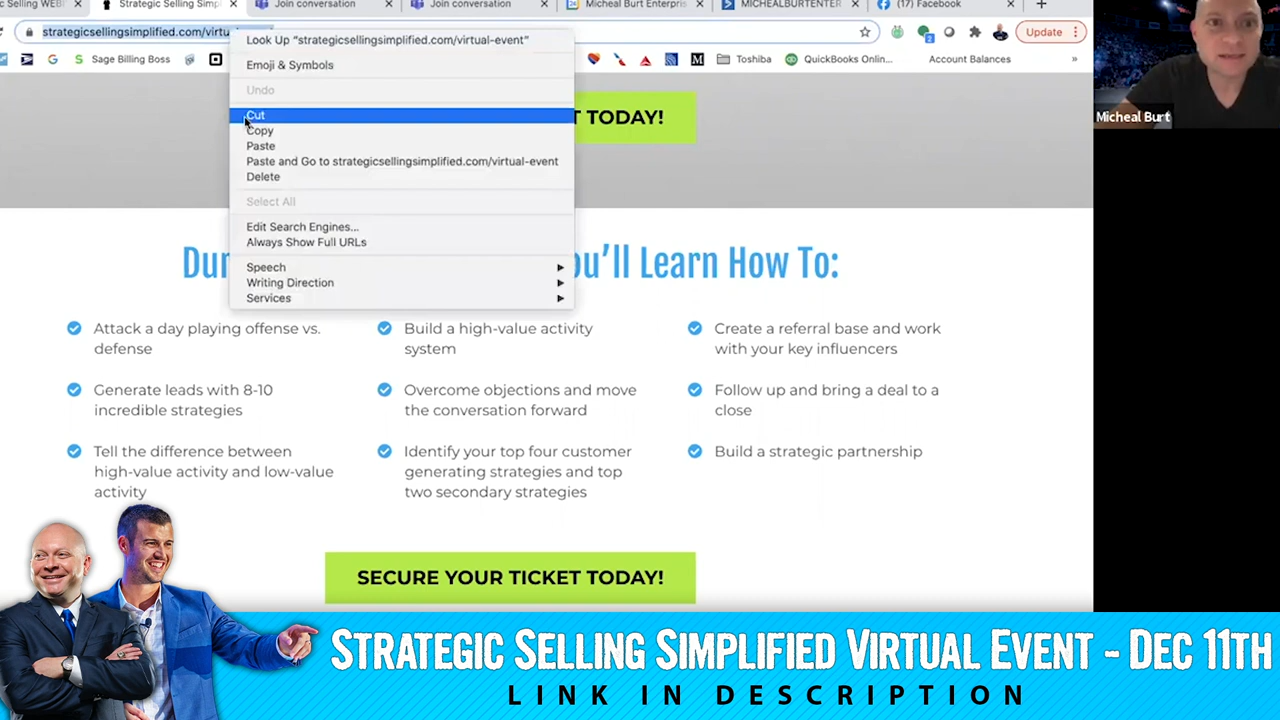 c Selling WEBI
Strategic Selling Simpl
Join conversation
Join conversation
Micheal Burt Enterpris
MICHEALBURTENTER
(17) Facebook
strategicsellingsimplified.com/virtu
Update
Sage Billing Boss
Toshiba
QuickBooks Onlin...
Account Balances
»
Look Up “strategicsellingsimplified.com/virtual-event”
Emoji & Symbols
Undo
Cut
Copy
Paste
Paste and Go to strategicsellingsimplified.com/virtual-event
Delete
Select All
Edit Search Engines...
Always Show Full URLs
Speech
Writing Direction
Services
T TODAY!
Micheal Burt
Dur
ou’ll Learn How To:
Attack a day playing offense vs.
defense
Generate leads with 8-10
incredible strategies
Tell the difference between
high-value activity and low-value
activity
Build a high-value activity
system
Overcome objections and move
the conversation forward
Identify your top four customer
generating strategies and top
two secondary strategies
Create a referral base and work
with your key influencers
Follow up and bring a deal to a
close
Build a strategic partnership
SECURE YOUR TICKET TODAY!
STRATEGIC SELLING SIMPLIFIED VIRTUAL EVENT - DEC 11TH
LINK IN DESCRIPTION